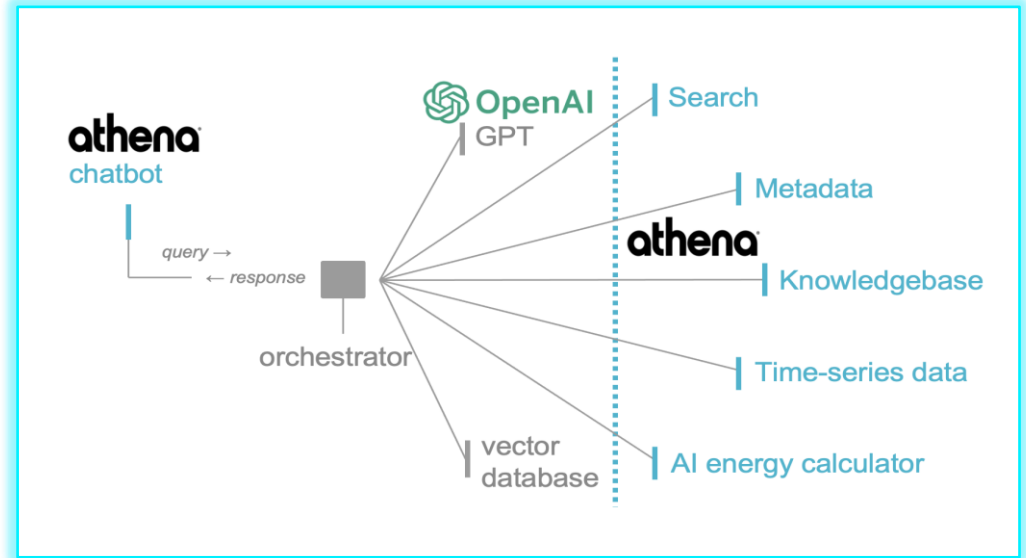 athena
chatbot
query →
← response
orchestrator
OpenAI
GPT
vector
database
athena
Search
Metadata
Knowledgebase
Time-series data
AI energy calculator